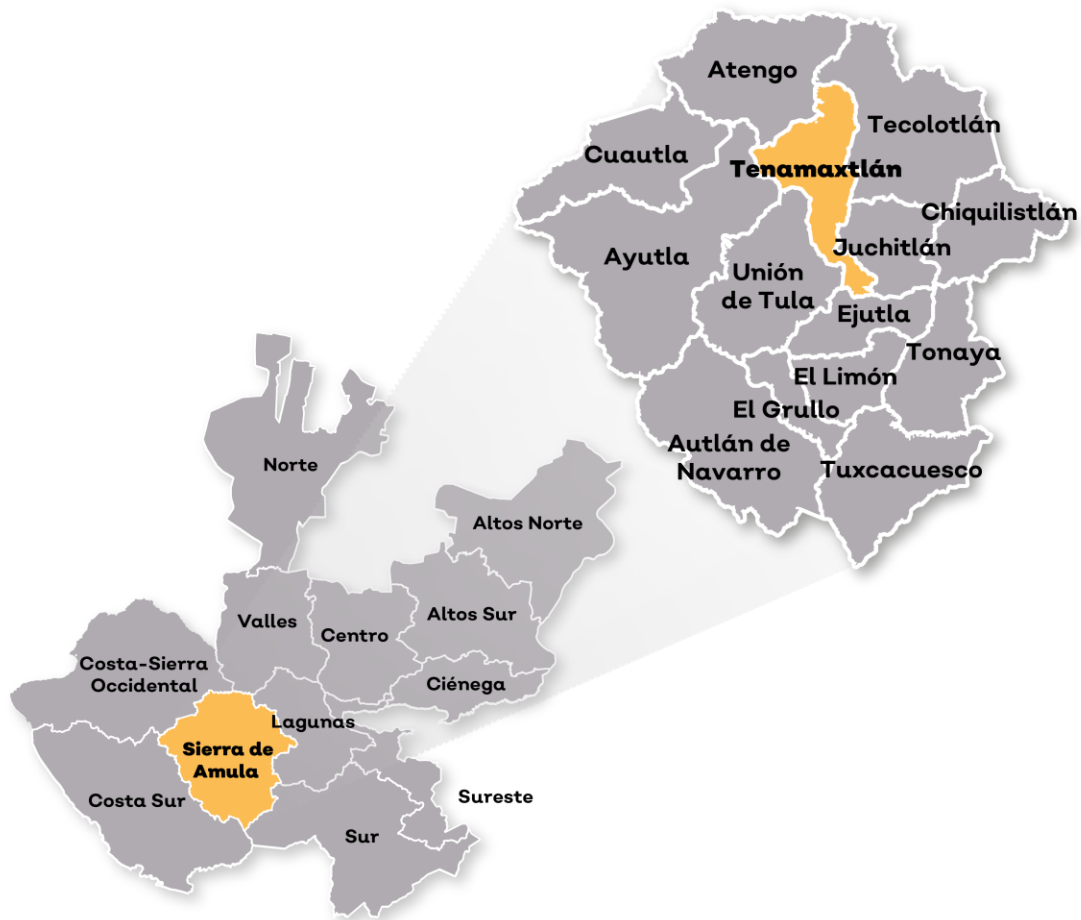 Atengo
Tecolotlán
Cuautla
Tenamaxtlán
Chiquilistlán
Juchitlán
Ayutla
Unión
de Tula
Ejutla
Tonaya
El Limón
El Grullo
Autlán de
Navarro
Tuxcacuesco
Norte
Altos Norte
Valles
Altos Sur
Centro
Costa-Sierra
Occidental
Ciénega
Lagunas
Sierra de
Amula
Costa Sur
Sureste
Sur